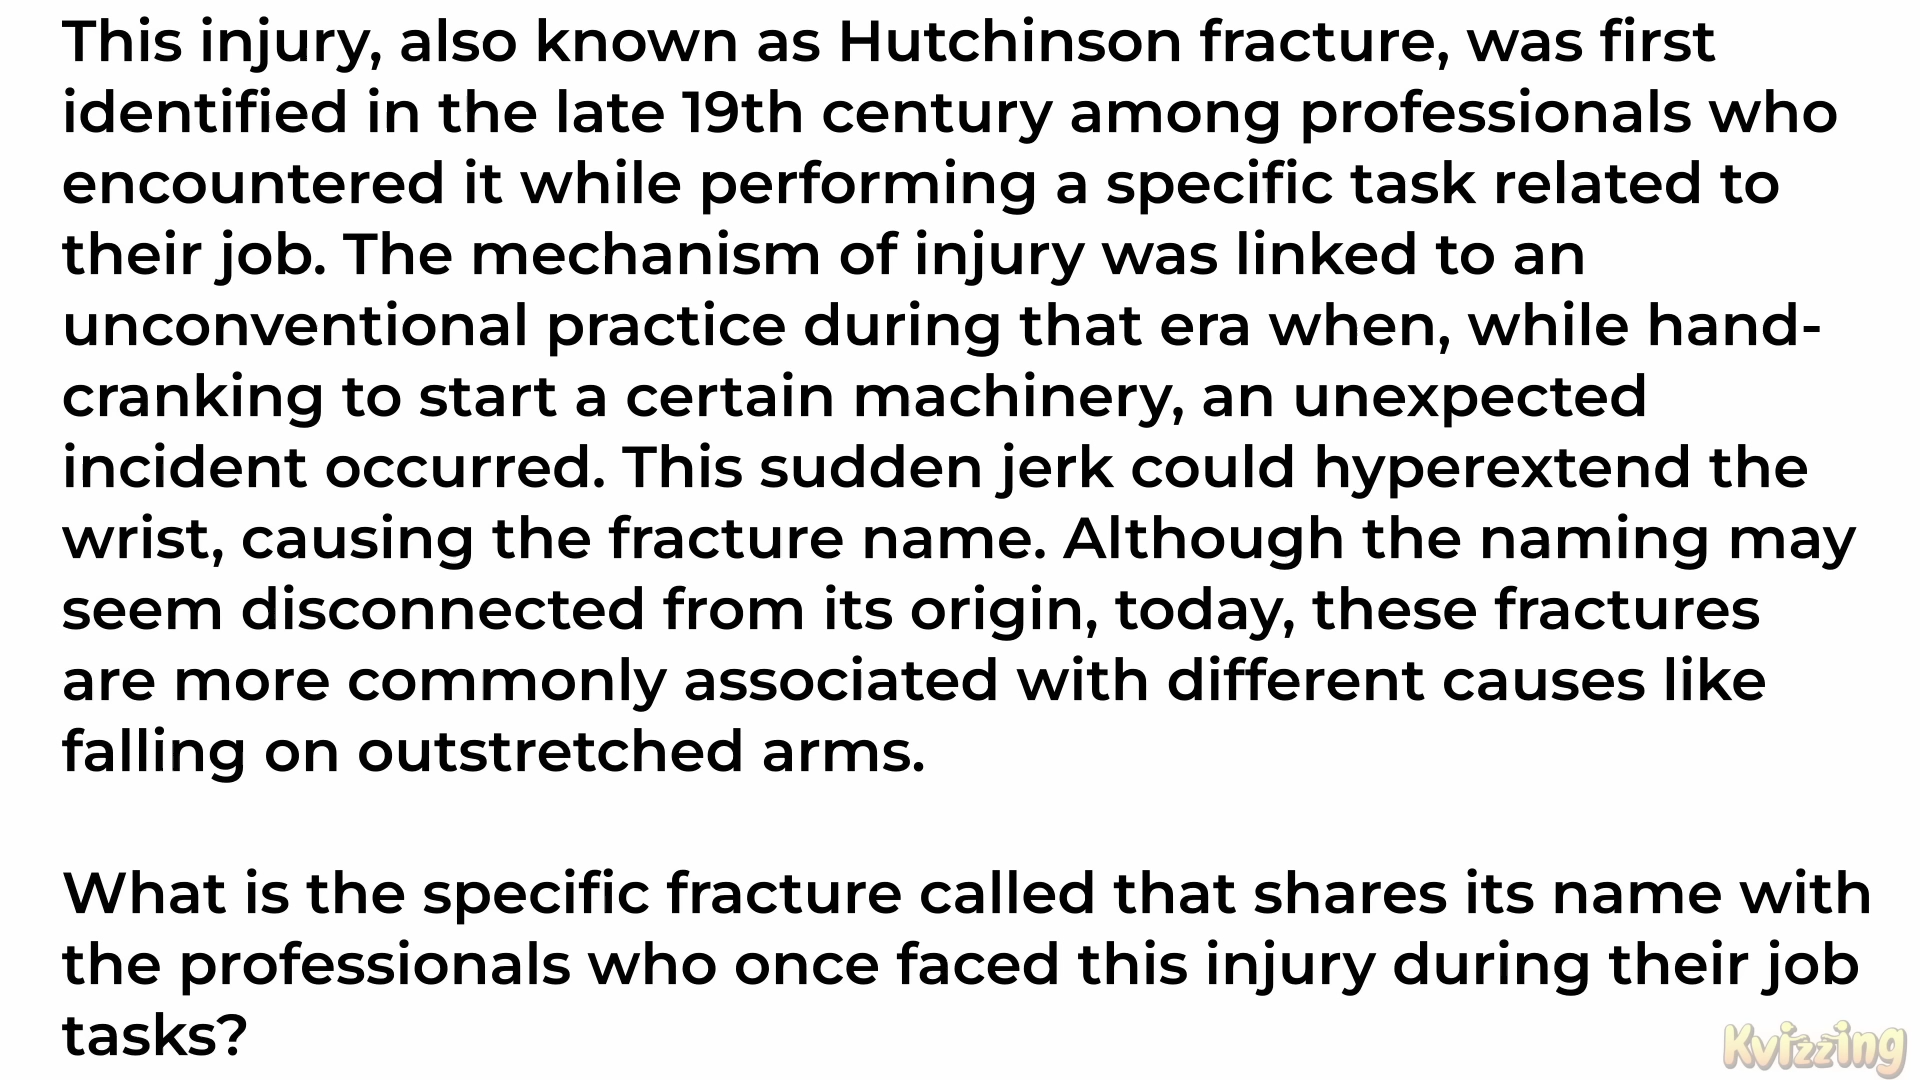 This injury, also known as Hutchinson fracture, was first
identified in the late 19th century among professionals who
encountered it while performing a specific task related to
their job. The mechanism of injury was linked to an
unconventional practice during that era when, while hand-
cranking to start a certain machinery, an unexpected
incident occurred. This sudden jerk could hyperextend the
wrist, causing the fracture name. Although the naming may
seem disconnected from its origin, today, these fractures
are more commonly associated with different causes like
falling on outstretched arms.
What is the specific fracture called that shares its name with
the professionals who once faced this injury during their job
tasks?
Kvizzing